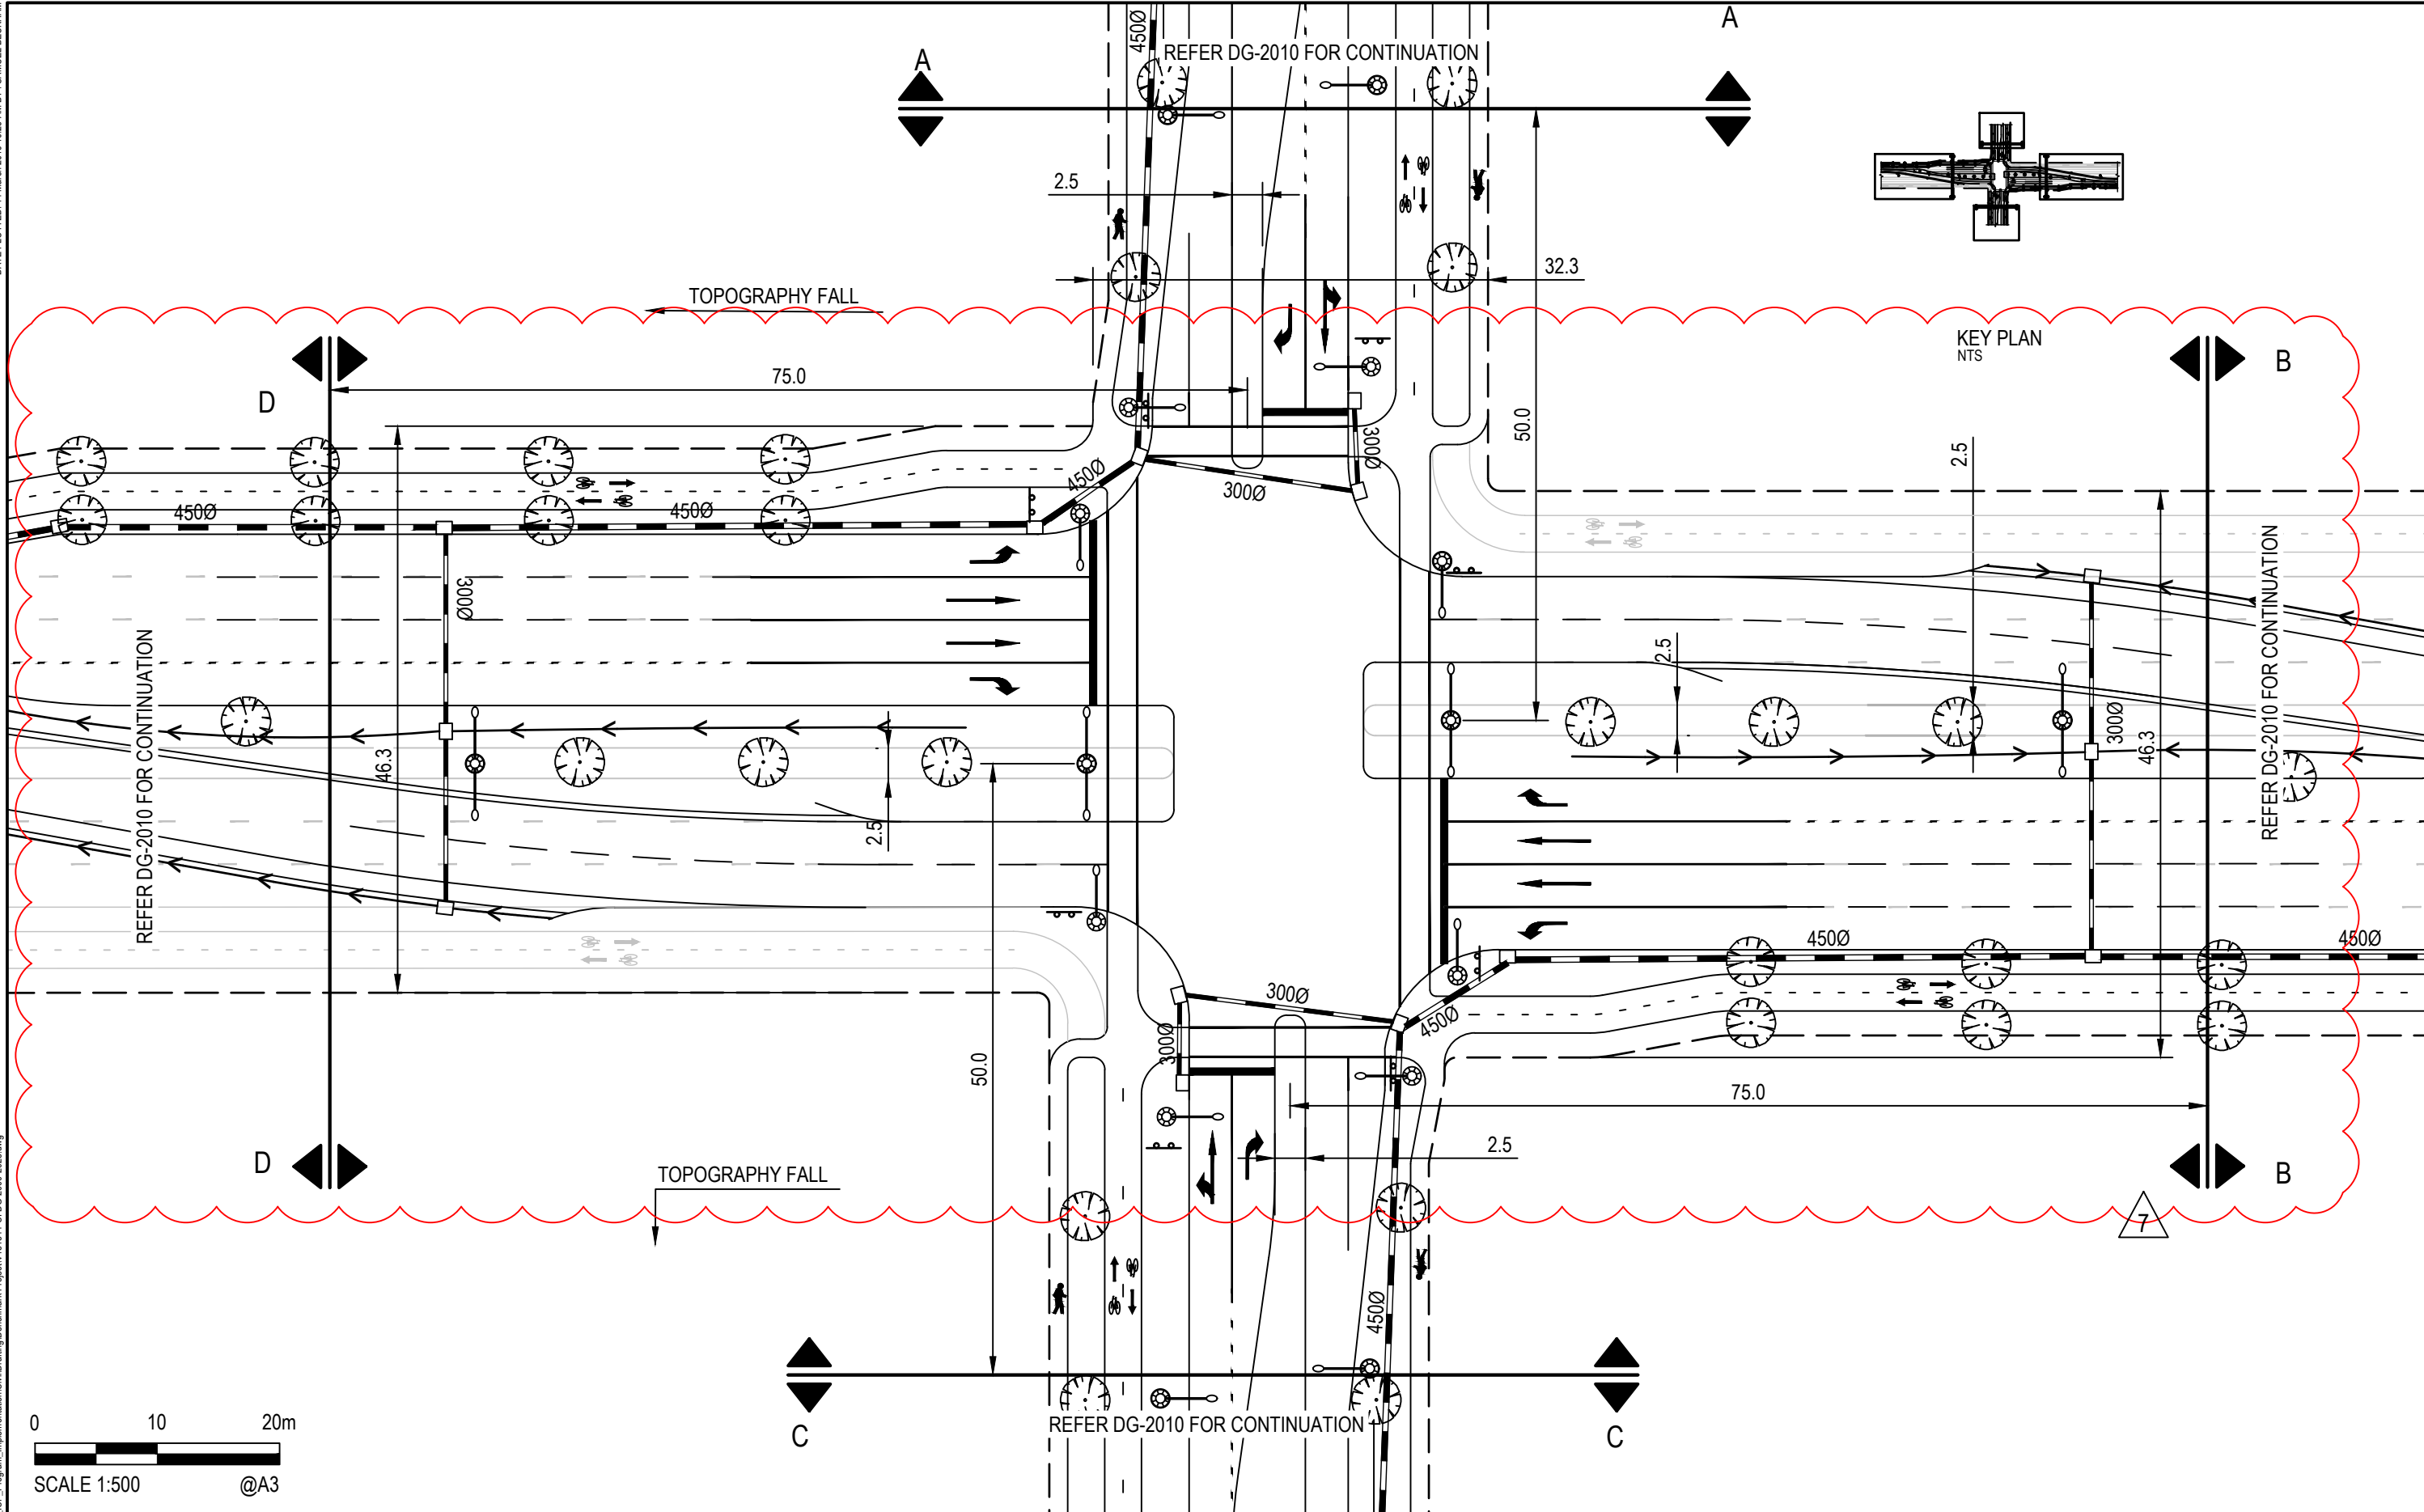 A
A
450Ø
REFER DG-2010 FOR CONTINUATION
2.5
32.3
TOPOGRAPHY FALL
KEY PLAN
NTS
D
B
75.0
50.0
2.5
300Ø
450Ø
300Ø
450Ø
450Ø
300Ø
REFER DG-2010 FOR CONTINUATION
46.3
2.5
2.5
300Ø
46.3
REFER DG-2010 FOR CONTINUATION
450Ø
450Ø
300Ø
450Ø
300Ø
50.0
75.0
2.5
D
B
TOPOGRAPHY FALL
7
450Ø
C
C
REFER DG-2010 FOR CONTINUATION
0 10 20m
SCALE 1:500 @A3